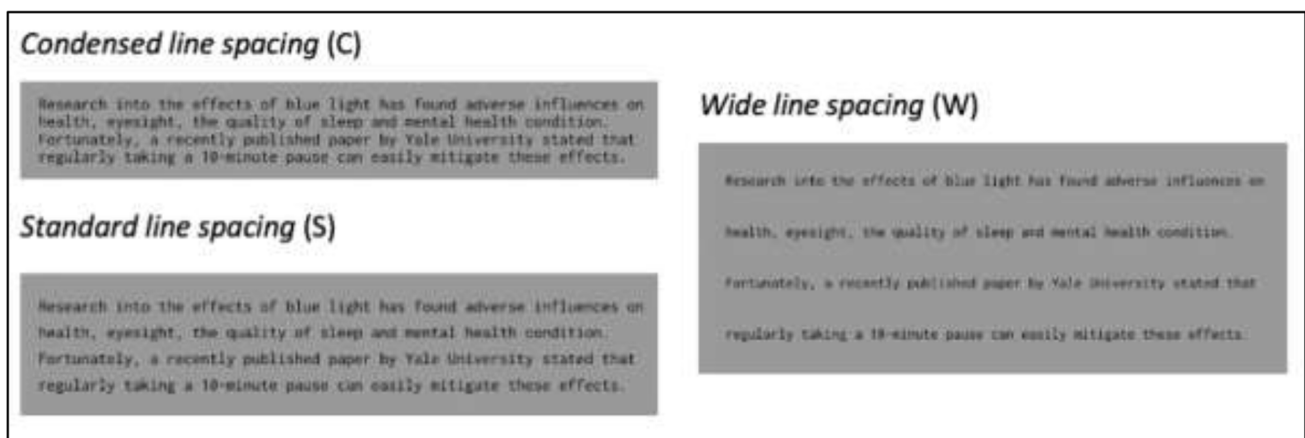 Condensed line spacing (C)
Research into the effects of blue light has found adverse influences on
health, eyesight, the quality of sleep and mental health condition.
Fortunately, a recently published paper by Yale University stated that
regularly taking a 10-minute pause can easily mitigate these effects.
Standard line spacing (S)
Research into the effects of blue light has found adverse influences on
health, eyesight, the quality of sleep and mental health condition.
Fortunately, a recently published paper by Yale University stated that
regularly taking a 10-minute pause can easily mitigate these effects.
Wide line spacing (W)
Research into the effects of blue light has found adverse influences on
health, eyesight, the quality of sleep and mental health condition.
Fortunately, a recently published paper by Yale University stated that
regularly taking a 10-minute pause can easily mitigate these effects.